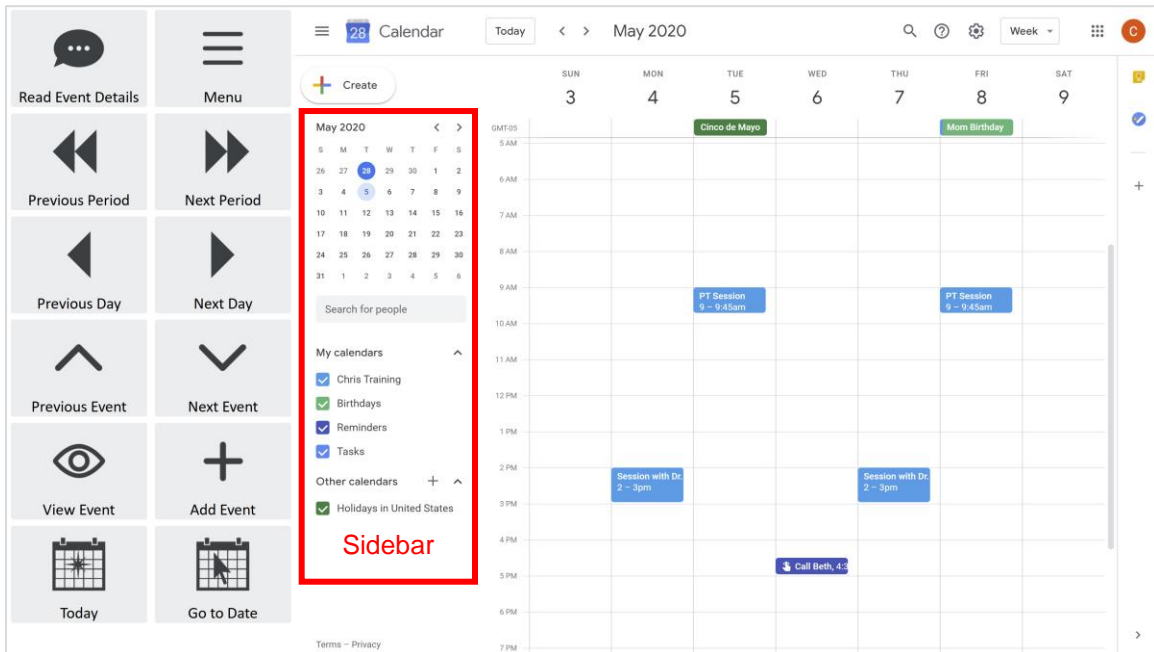 Read Event Details
Menu
Previous Period
Next Period
Previous Day
Next Day
Previous Event
Next Event
View Event
Add Event
Today
Go to Date
28 Calendar
Today
May 2020
Week
C
Create
May 2020
S M T W T F S
26 27 28 29 30 1 2
3 4 5 6 7 8 9
10 11 12 13 14 15 16
17 18 19 20 21 22 23
24 25 26 27 28 29 30
31 1 2 3 4 5 6
Search for people
My calendars
Chris Training
Birthdays
Reminders
Tasks
Other calendars
Holidays in United States
Sidebar
Terms – Privacy
SUN MON TUE WED THU FRI SAT
3 4 5 6 7 8 9
GMT-05
Cinco de Mayo
Mom Birthday
5 AM
6 AM
7 AM
8 AM
9 AM
PT Session
9 – 9:45am
PT Session
9 – 9:45am
10 AM
11 AM
12 PM
1 PM
2 PM
Session with Dr.
2 – 3pm
Session with Dr.
2 – 3pm
3 PM
4 PM
Call Beth, 4:3
5 PM
6 PM
7 PM